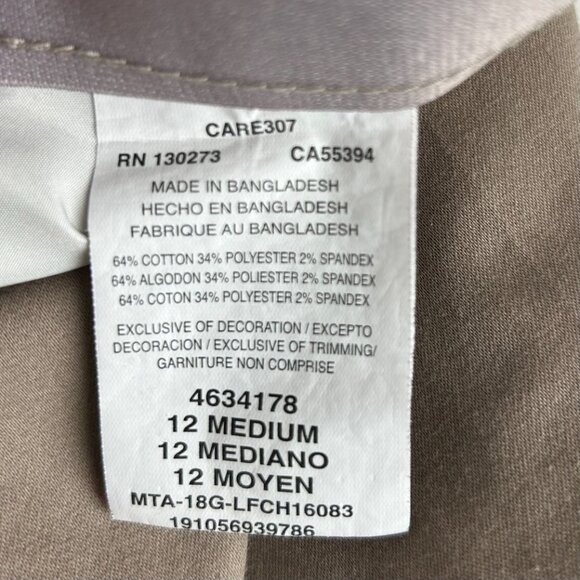 CARE307
RN 130273 CA55394
MADE IN BANGLADESH
HECHO EN BANGLADESH
FABRIQUE AU BANGLADESH
64% COTTON 34% POLYESTER 2% SPANDEX
64% ALGODON 34% POLIESTER 2% SPANDEX
64% COTON 34% POLYESTER 2% SPANDEX
EXCLUSIVE OF DECORATION / EXCEPTO
DECORACION / EXCLUSIVE OF TRIMMING/
GARNITURE NON COMPRISE
4634178
12 MEDIUM
12 MEDIANO
12 MOYEN
MTA-18G-LFCH16083
191056939786